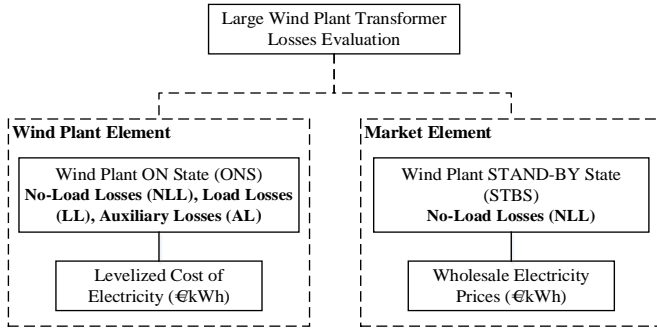 Large Wind Plant Transformer
Losses Evaluation
Wind Plant Element
Wind Plant ON State (ONS)
No-Load Losses (NLL), Load Losses
(LL), Auxiliary Losses (AL)
Levelized Cost of
Electricity (€/kWh)
Market Element
Wind Plant STAND-BY State
(STBS)
No-Load Losses (NLL)
Wholesale Electricity
Prices (€/kWh)